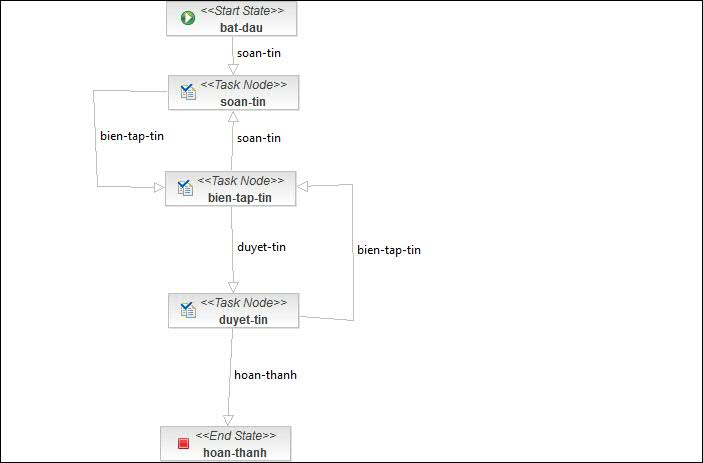 <<Start State>>
bat-dau
soan-tin
<<Task Node>>
soan-tin
bien-tap-tin
soan-tin
<<Task Node>>
bien-tap-tin
duyet-tin
bien-tap-tin
<<Task Node>>
duyet-tin
hoan-thanh
<<End State>>
hoan-thanh